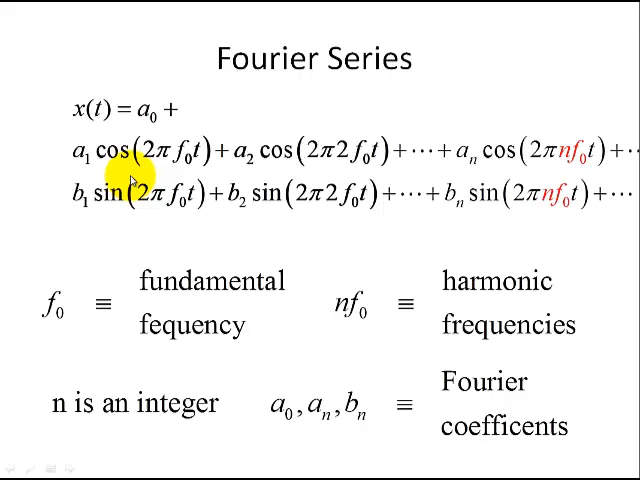 Fourier Series
x(t) = a₀ +
a₁ cos(2π f₀t) + a₂ cos(2π2 f₀t) + ⋯ + aₙ cos(2πnf₀t) + ⋯
b₁ sin(2π f₀t) + b₂ sin(2π2 f₀t) + ⋯ + bₙ sin(2πnf₀t) + ⋯
f₀ ≡ fundamental fequency
nf₀ ≡ harmonic frequencies
n is an integer
a₀, aₙ, bₙ ≡ Fourier coefficents